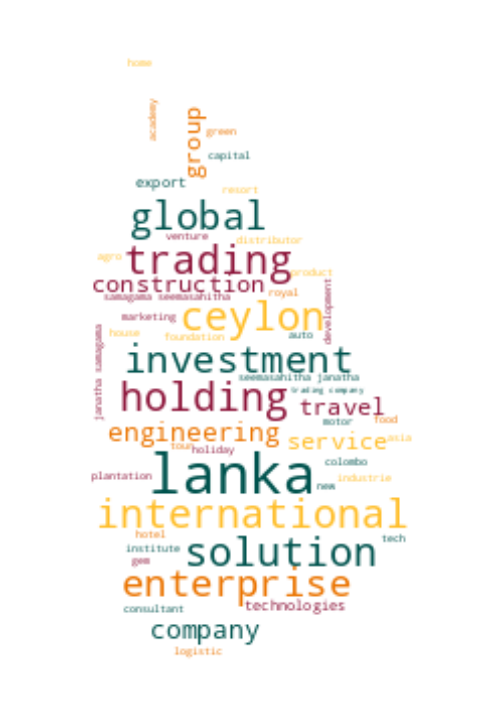 home
academy
group
green
capital
export
resort
global
venture
distributor
trading
agro
product
construction
samagama seemasahitha
royal
development
marketing
ceylon
janatha samagama
house
foundation
auto
investment
seemasahitha janatha
holding
trading company
travel
motor
food
engineering
service
asia
tour
holiday
lanka
colombo
plantation
industrie
new
international
hotel
tech
institute
solution
gem
enterprise
consultant
technologies
company
logistic